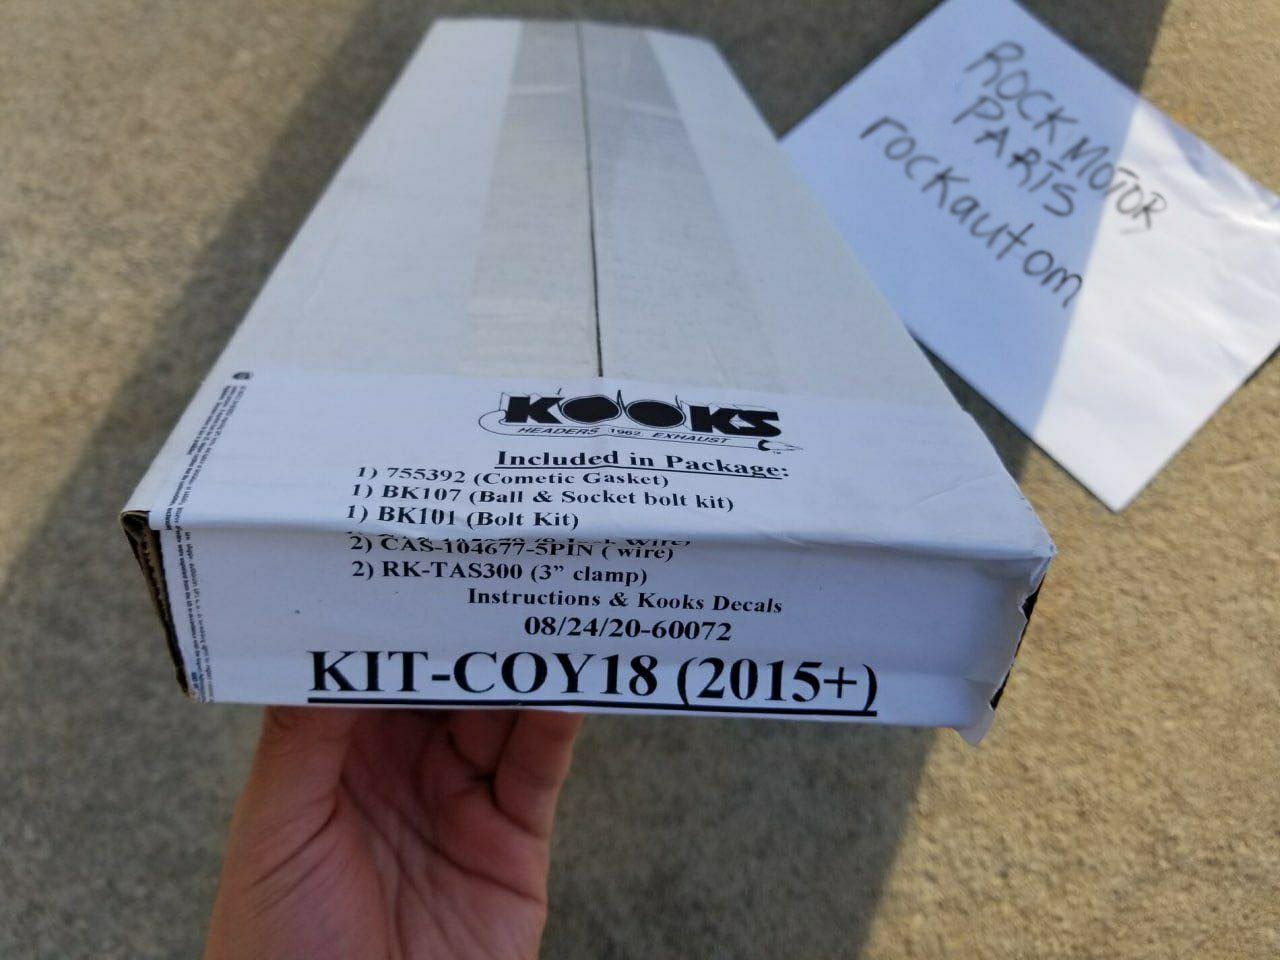 KOOKS
HEADERS 1962 EXHAUST
Included in Package:
1) 755392 (Cometic Gasket)
1) BK107 (Ball & Socket bolt kit)
1) BK101 (Bolt Kit)
2) CAS-104677-5PIN ( wire)
2) RK-TAS300 (3” clamp)
Instructions & Kooks Decals
08/24/20-60072
KIT-COY18 (2015+)
ROCK MOTOR
PARTS
rockautom